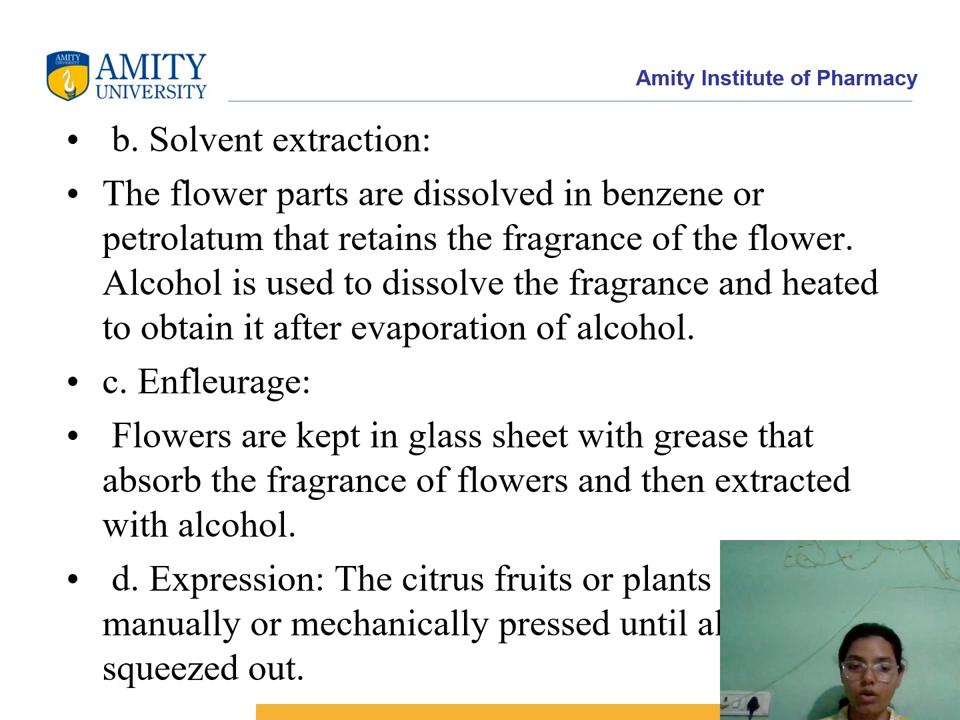 AMITY
AMITY
UNIVERSITY
Amity Institute of Pharmacy
• b. Solvent extraction:
• The flower parts are dissolved in benzene or
petrolatum that retains the fragrance of the flower.
Alcohol is used to dissolve the fragrance and heated
to obtain it after evaporation of alcohol.
• c. Enfleurage:
• Flowers are kept in glass sheet with grease that
absorb the fragrance of flowers and then extracted
with alcohol.
• d. Expression: The citrus fruits or plants
manually or mechanically pressed until
squeezed out.